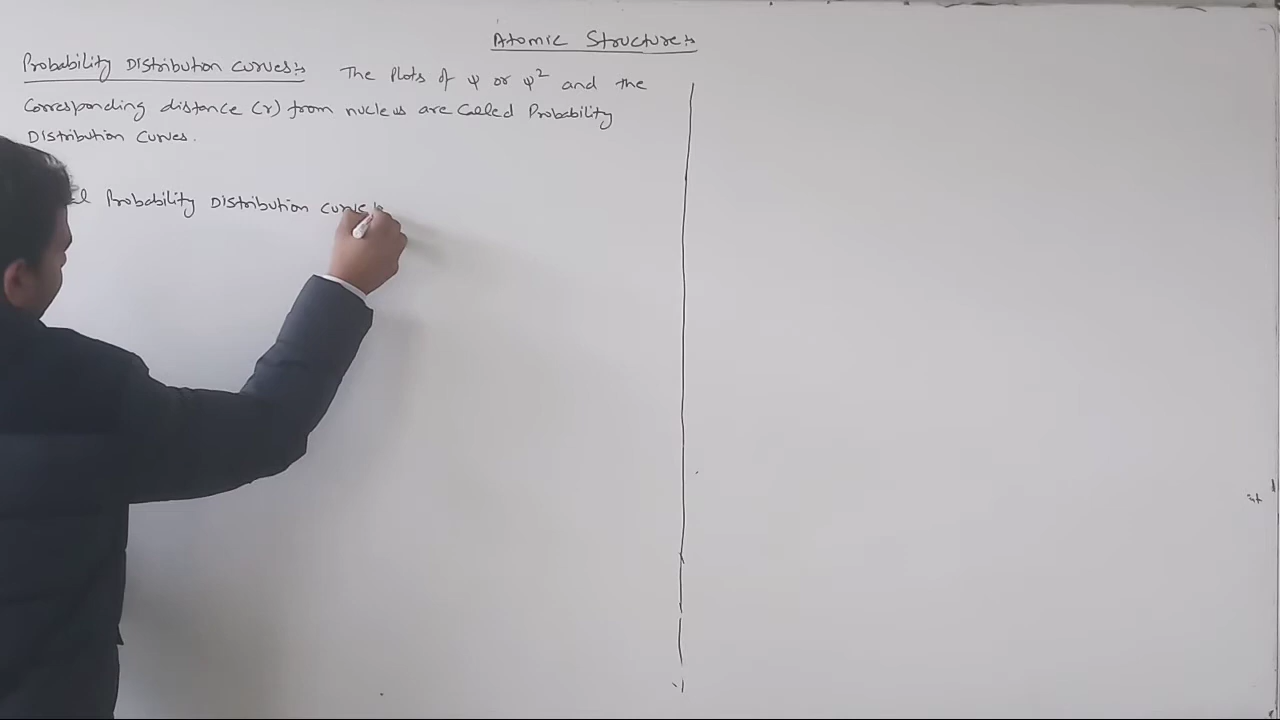 Atomic Structure:-
Probability Distribution Curves:- The Plots of ψ or ψ² and the
Corresponding distance (r) from nucleus are Called Probability
Distribution Curves.
Probability Distribution Curve